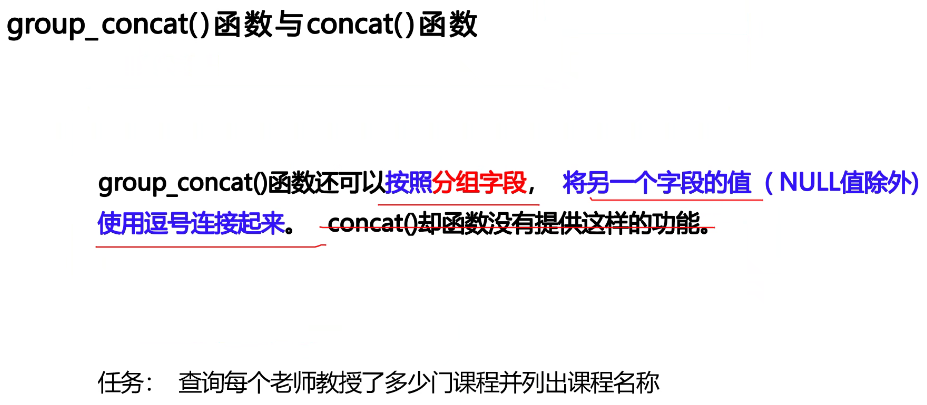 group_concat()函数与concat()函数
group_concat()函数还可以按照分组字段， 将另一个字段的值（ NULL值除外)
使用逗号连接起来。 concat()却函数没有提供这样的功能。
任务： 查询每个老师教授了多少门课程并列出课程名称